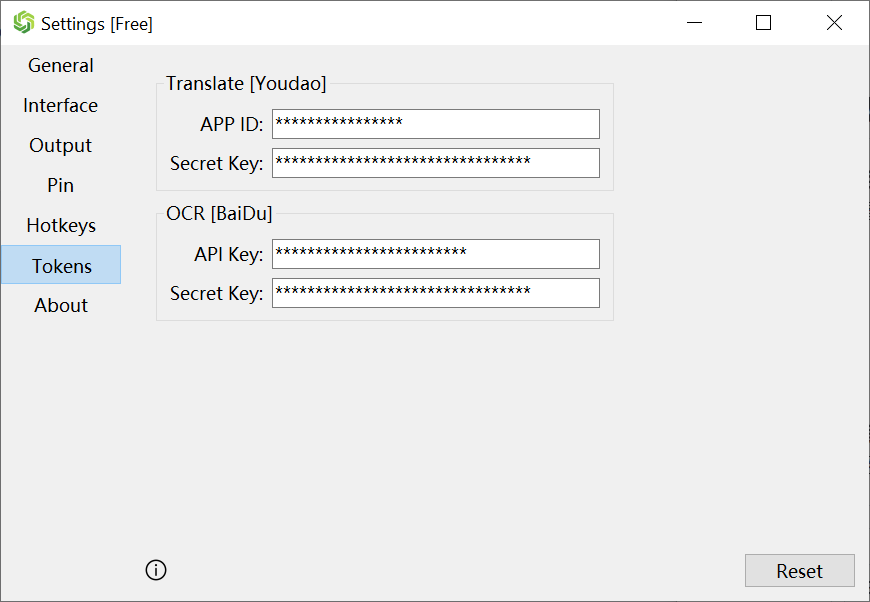 Settings [Free]
General
Interface
Output
Pin
Hotkeys
Tokens
About
Translate [Youdao]
APP ID: ****************
Secret Key: ********************************
OCR [BaiDu]
API Key: ************************
Secret Key: ********************************
Reset